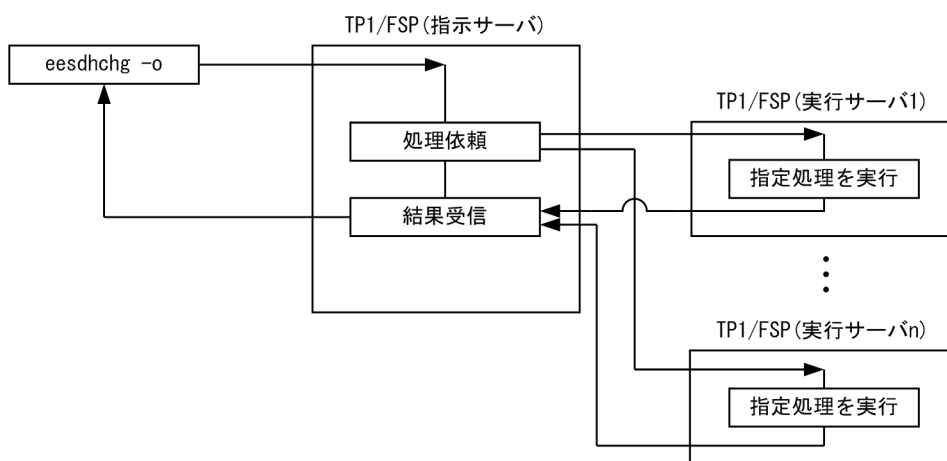 TP1/FSP(指示サーバ)
eesdhchg -o
処理依頼
結果受信
TP1/FSP(実行サーバ1)
指定処理を実行
TP1/FSP(実行サーバn)
指定処理を実行